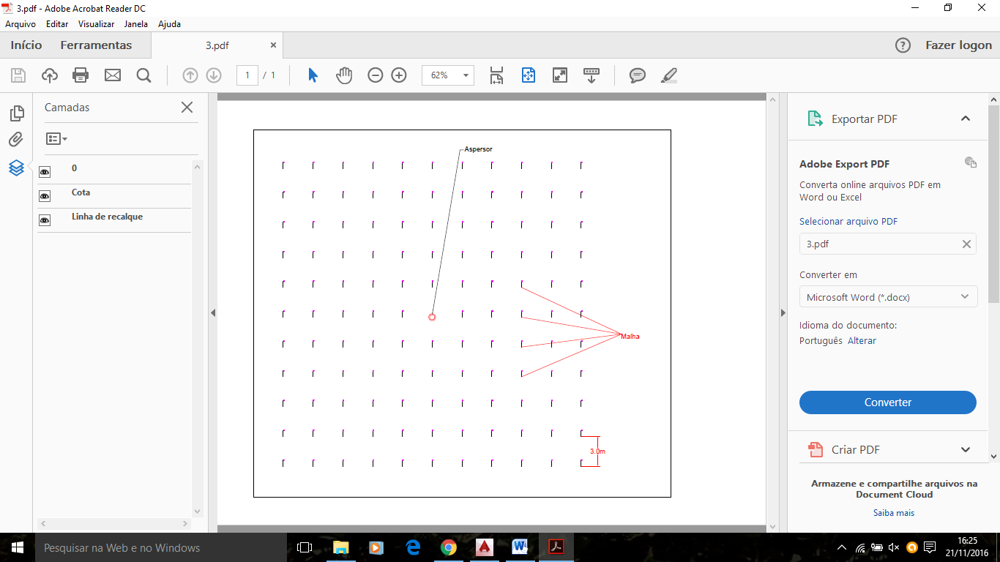 3.pdf - Adobe Acrobat Reader DC
Arquivo Editar Visualizar Janela Ajuda
Início Ferramentas 3.pdf Fazer logon
1 / 1 62%
Camadas
0
Cota
Linha de recalque
Aspersor
Malha
3.0m
Exportar PDF
Adobe Export PDF
Converta online arquivos PDF em
Word ou Excel
Selecionar arquivo PDF
3.pdf
Converter em
Microsoft Word (*.docx)
Idioma do documento:
Português Alterar
Converter
Criar PDF
Armazene e compartilhe arquivos na
Document Cloud
Saiba mais
Pesquisar na Web e no Windows
16:25
21/11/2016